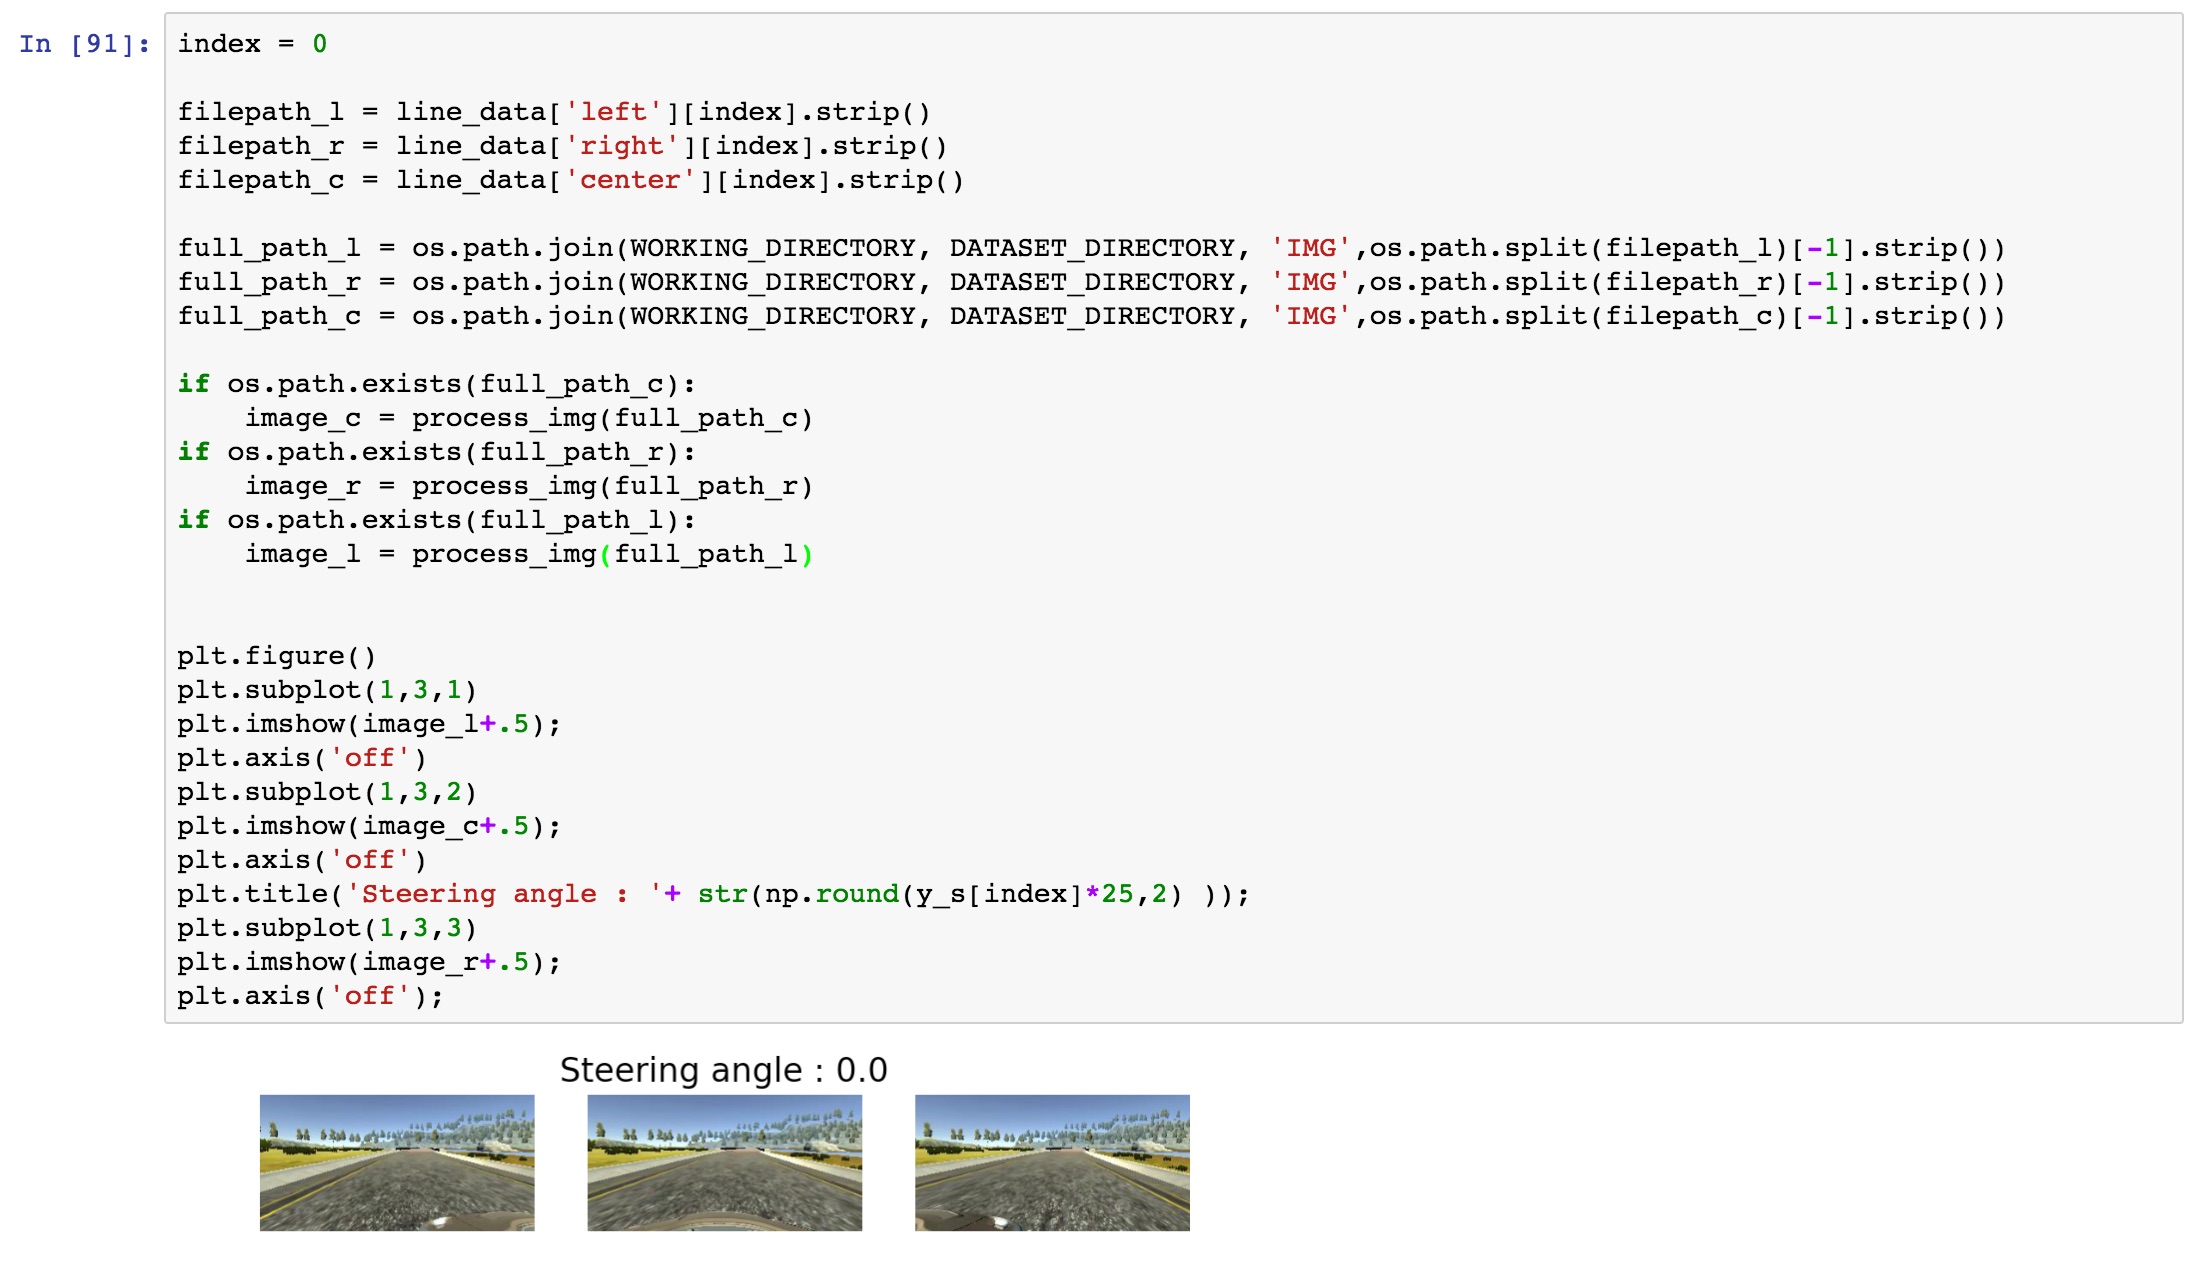 In [91]:
index = 0
filepath_l = line_data['left'][index].strip()
filepath_r = line_data['right'][index].strip()
filepath_c = line_data['center'][index].strip()
full_path_l = os.path.join(WORKING_DIRECTORY, DATASET_DIRECTORY, 'IMG',os.path.split(filepath_l)[-1].strip())
full_path_r = os.path.join(WORKING_DIRECTORY, DATASET_DIRECTORY, 'IMG',os.path.split(filepath_r)[-1].strip())
full_path_c = os.path.join(WORKING_DIRECTORY, DATASET_DIRECTORY, 'IMG',os.path.split(filepath_c)[-1].strip())
if os.path.exists(full_path_c):
    image_c = process_img(full_path_c)
if os.path.exists(full_path_r):
    image_r = process_img(full_path_r)
if os.path.exists(full_path_l):
    image_l = process_img(full_path_l)
plt.figure()
plt.subplot(1,3,1)
plt.imshow(image_l+.5);
plt.axis('off')
plt.subplot(1,3,2)
plt.imshow(image_c+.5);
plt.axis('off')
plt.title('Steering angle : '+ str(np.round(y_s[index]*25,2) ));
plt.subplot(1,3,3)
plt.imshow(image_r+.5);
plt.axis('off');
Steering angle : 0.0